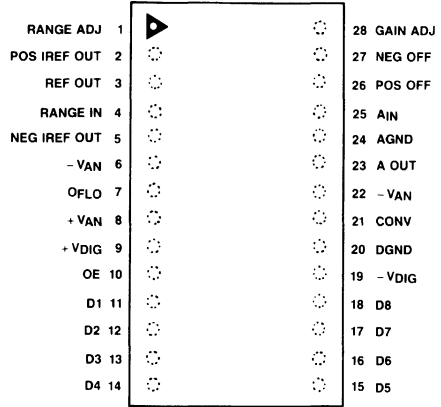 RANGE ADJ 1
POS IREF OUT 2
REF OUT 3
RANGE IN 4
NEG IREF OUT 5
– VAN 6
OFLO 7
+ VAN 8
+ VDIG 9
OE 10
D1 11
D2 12
D3 13
D4 14
28 GAIN ADJ
27 NEG OFF
26 POS OFF
25 AIN
24 AGND
23 A OUT
22 – VAN
21 CONV
20 DGND
19 – VDIG
18 D8
17 D7
16 D6
15 D5